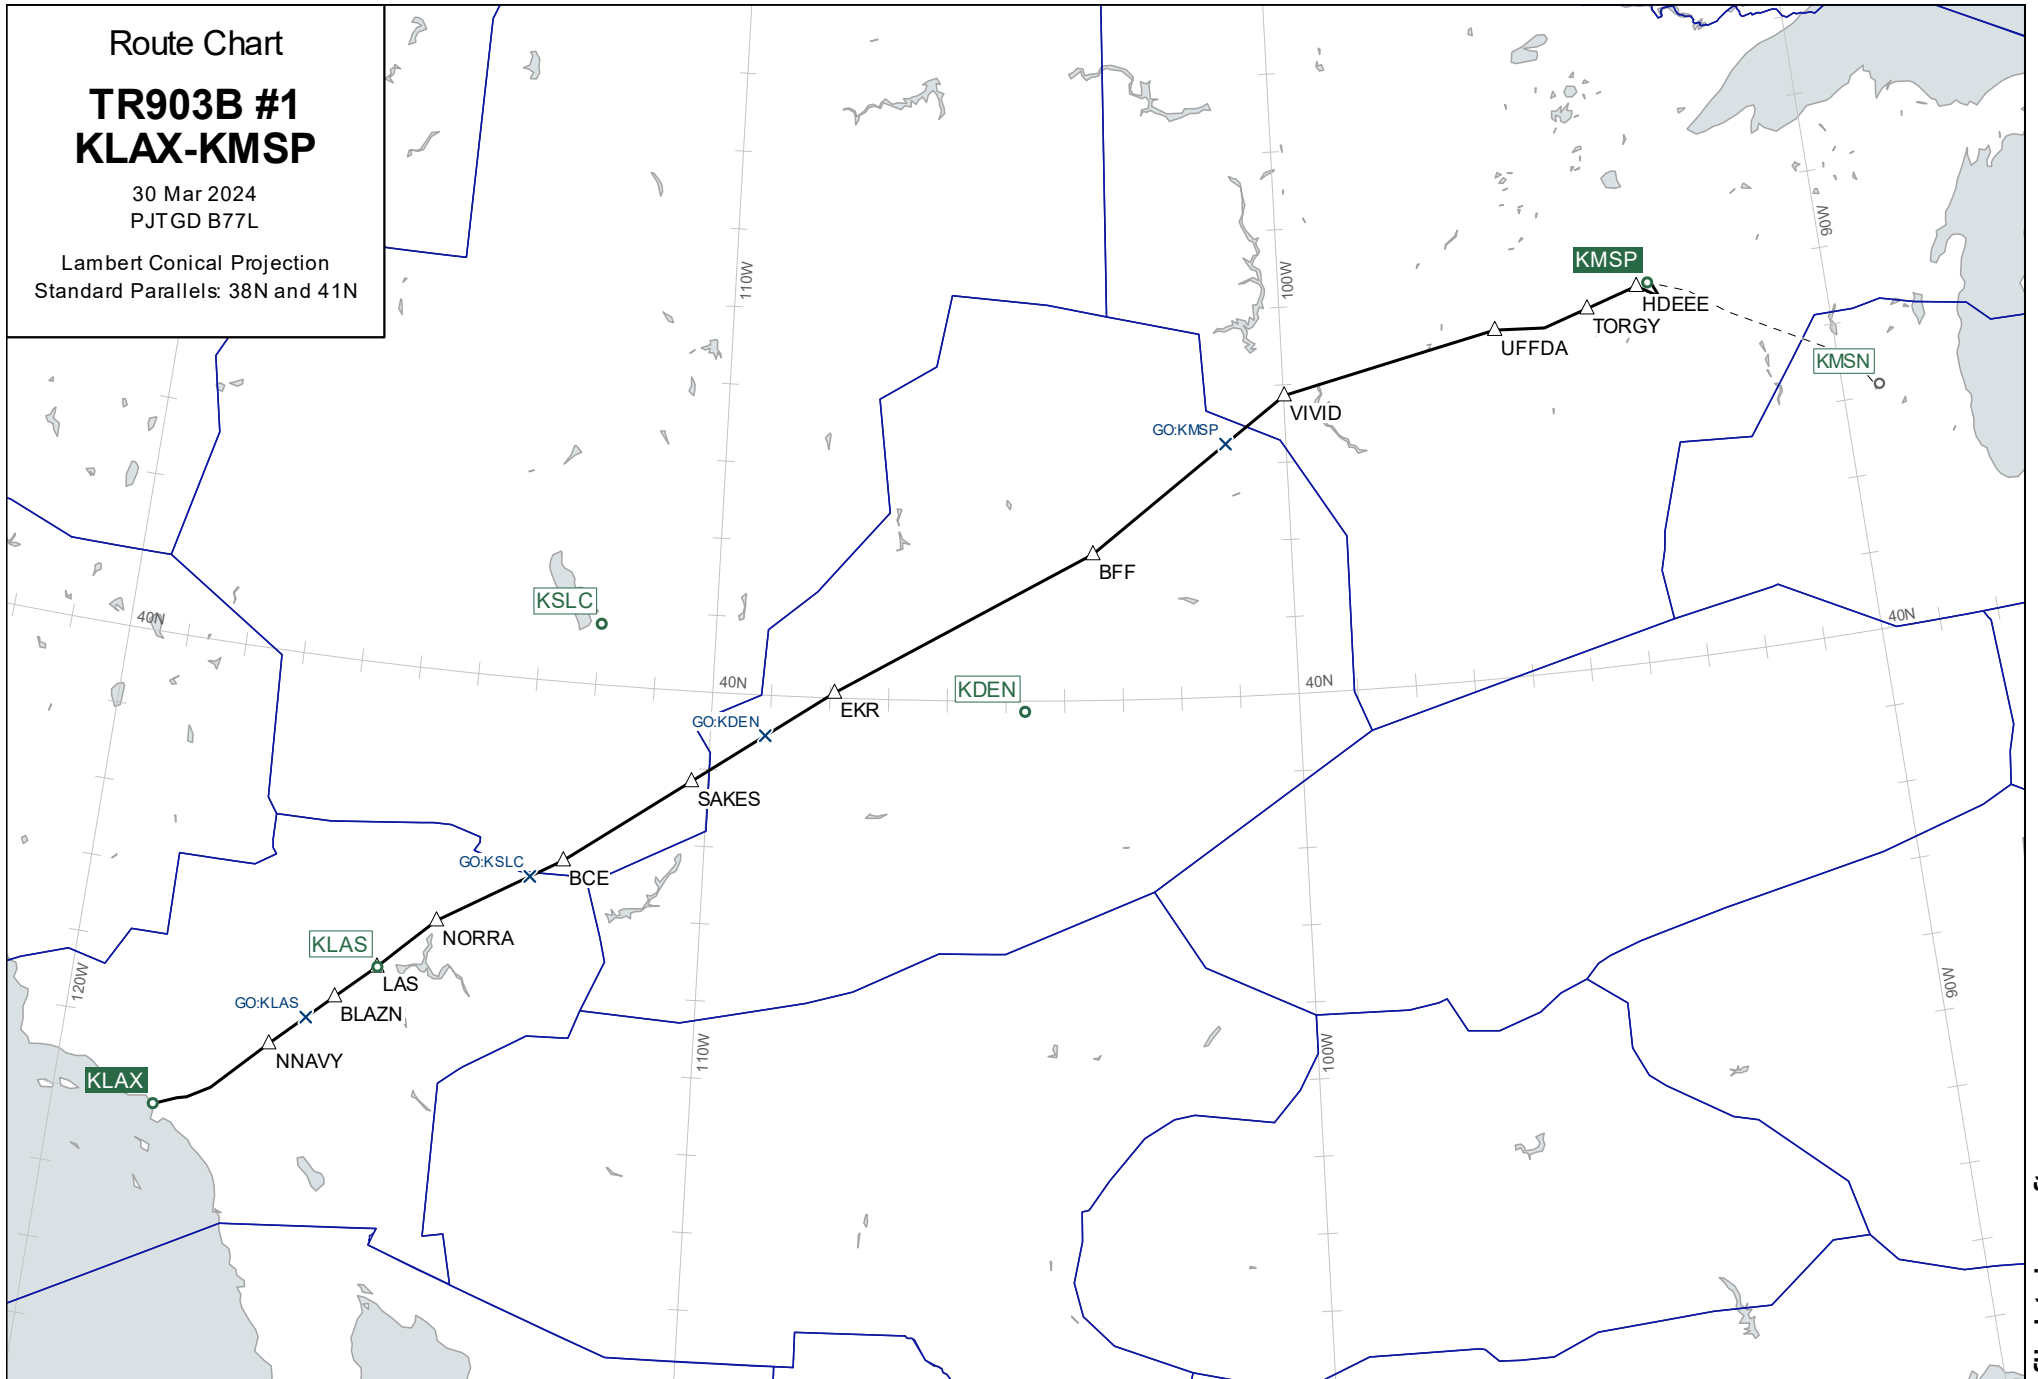 Route Chart
TR903B #1
KLAX-KMSP
30 Mar 2024
PJTGD B77L
Lambert Conical Projection
Standard Parallels: 38N and 41N
110W
100W
90W
KMSP
HDEEE
TORGY
UFFDA
KMSN
VIVID
GO:KMSP
BFF
KSLC
40N
40N
40N
40N
KDEN
EKR
GO:KDEN
SAKES
GO:KSLC
BCE
NORRA
KLAS
LAS
GO:KLAS
BLAZN
NNAVY
KLAX
120W
110W
100W
90W